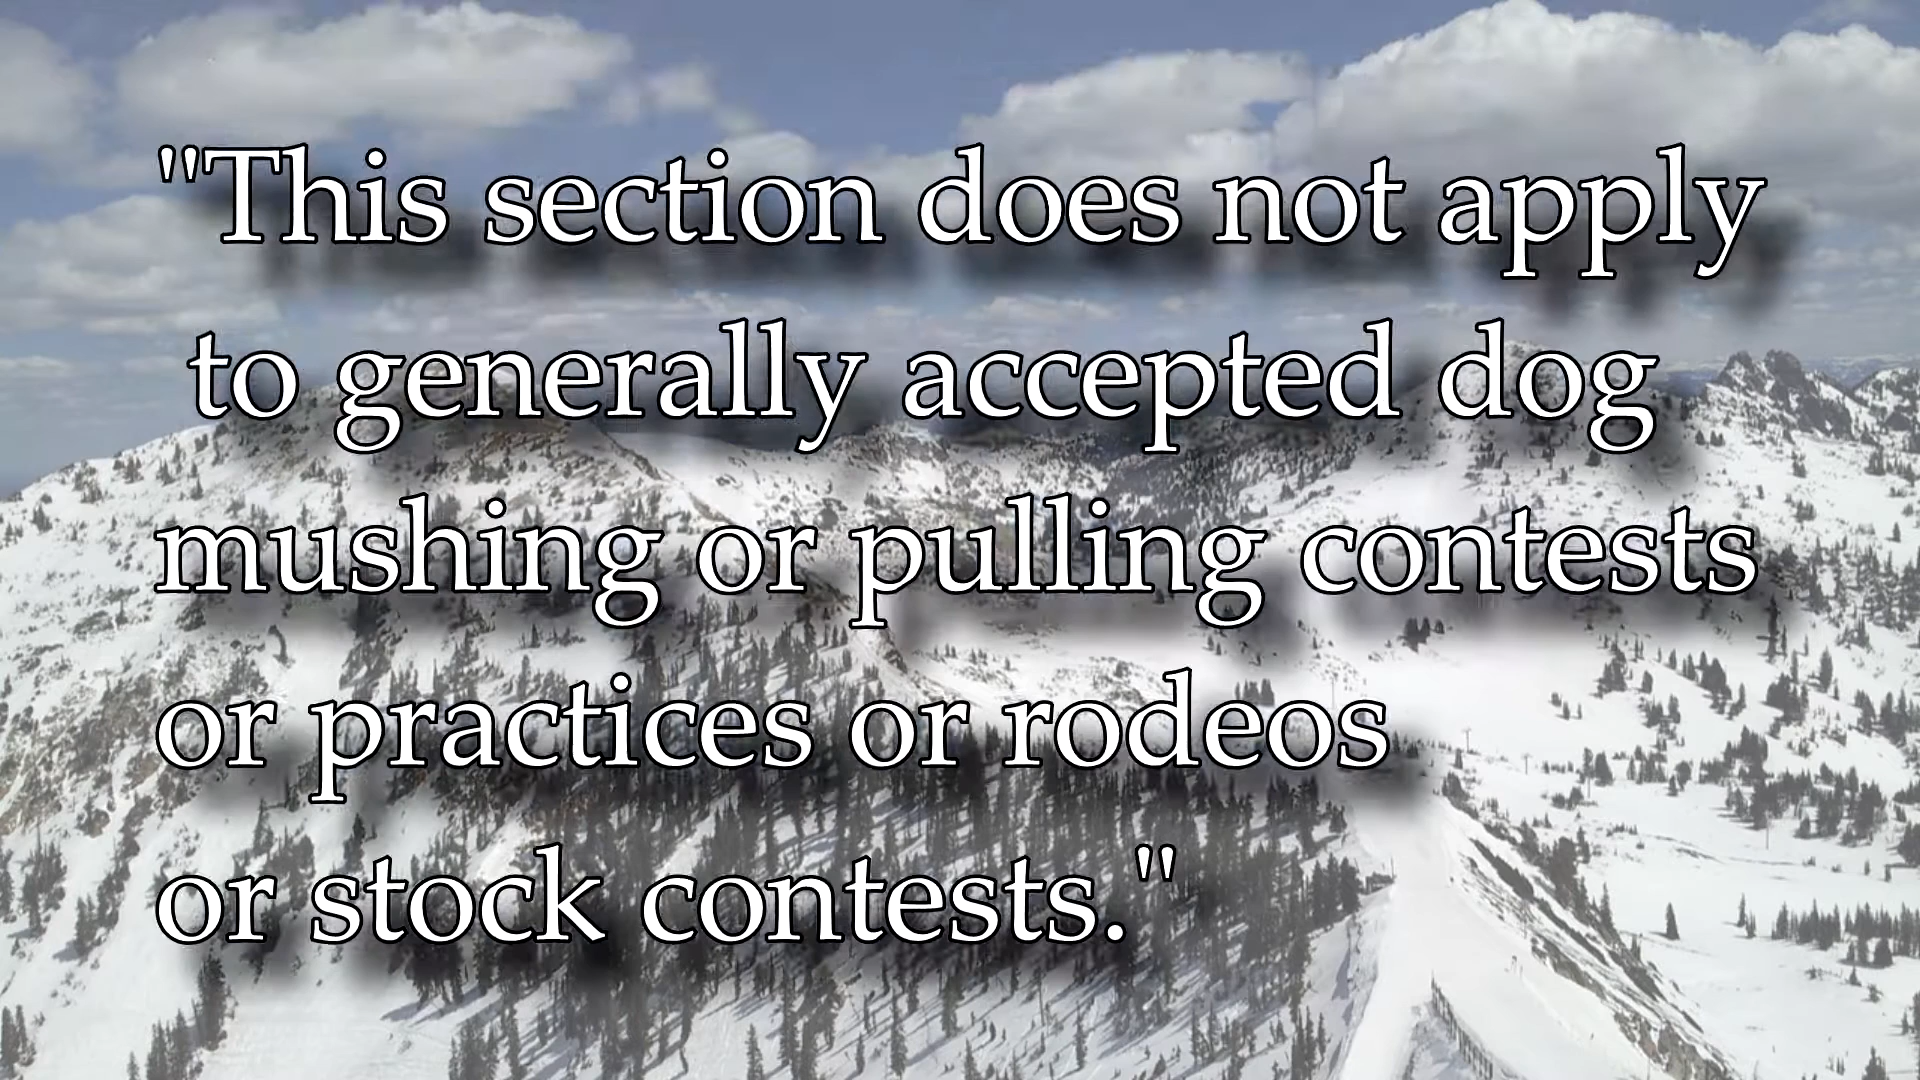 "This section does not apply
to generally accepted dog
mushing or pulling contests
or practices or rodeos
or stock contests."